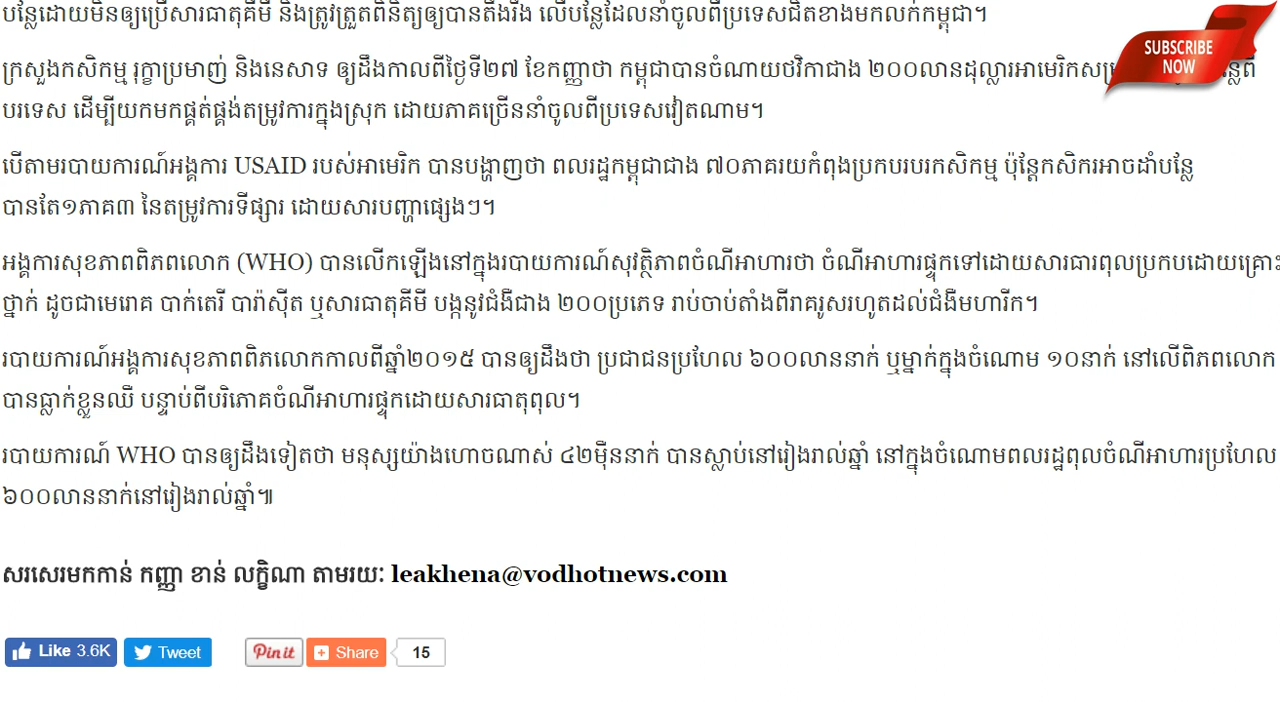 បន្លែដោយមិនឲ្យប្រើសារធាតុគីមី និងត្រូវត្រួតពិនិត្យឲ្យបានតឹងរ៉ឹង លើបន្លែដែលនាំចូលពីប្រទេសជិតខាងមកលក់កម្ពុជា។
SUBSCRIBE
NOW
ក្រសួងកសិកម្ម រុក្ខាប្រមាញ់ និងនេសាទ ឲ្យដឹងកាលពីថ្ងៃទី២៧ ខែកញ្ញាថា កម្ពុជាបានចំណាយថវិកាជាង ២០០លានដុល្លារអាមេរិក
បរទេស ដើម្បីយកមកផ្គត់ផ្គង់តម្រូវការក្នុងស្រុក ដោយភាគច្រើននាំចូលពីប្រទេសវៀតណាម។
បើតាមរបាយការណ៍អង្គការ USAID របស់អាមេរិក បានបង្ហាញថា ពលរដ្ឋកម្ពុជាជាង ៧០ភាគរយកំពុងប្រកបរបរកសិកម្ម ប៉ុន្តែកសិករអាចដាំបន្លែ
បានតែ១ភាគ៣ នៃតម្រូវការទីផ្សារ ដោយសារបញ្ហាផ្សេងៗ។
អង្គការសុខភាពពិភពលោក (WHO) បានលើកឡើងនៅក្នុងរបាយការណ៍សុវត្ថិភាពចំណីអាហារថា ចំណីអាហារផ្ទុកទៅដោយសារធារពុលប្រកបដោយគ្រោះ
ថ្នាក់ ដូចជាមេរោគ បាក់តេរី បារ៉ាស៊ីត ឬសារធាតុគីមី បង្កនូវជំងឺជាង ២០០ប្រភេទ រាប់ចាប់តាំងពីរាគរូសរហូតដល់ជំងឺមហារីក។
របាយការណ៍អង្គការសុខភាពពិភពលោកកាលពីឆ្នាំ២០១៥ បានឲ្យដឹងថា ប្រជាជនប្រហែល ៦០០លាននាក់ ឬម្នាក់ក្នុងចំណោម ១០នាក់ នៅលើពិភពលោក
បានធ្លាក់ខ្លួនឈឺ បន្ទាប់ពីបរិភោគចំណីអាហារផ្ទុកដោយសារធាតុពុល។
របាយការណ៍ WHO បានឲ្យដឹងទៀតថា មនុស្សយ៉ាងហោចណាស់ ៤២ម៉ឺននាក់ បានស្លាប់នៅរៀងរាល់ឆ្នាំ នៅក្នុងចំណោមពលរដ្ឋពុលចំណីអាហារប្រហែល
៦០០លាននាក់នៅរៀងរាល់ឆ្នាំ៕
សរសេរមកកាន់ កញ្ញា ខាន់ លក្ខិណា តាមរយៈ leakhena@vodhotnews.com
Like 3.6K Tweet Pin it Share 15